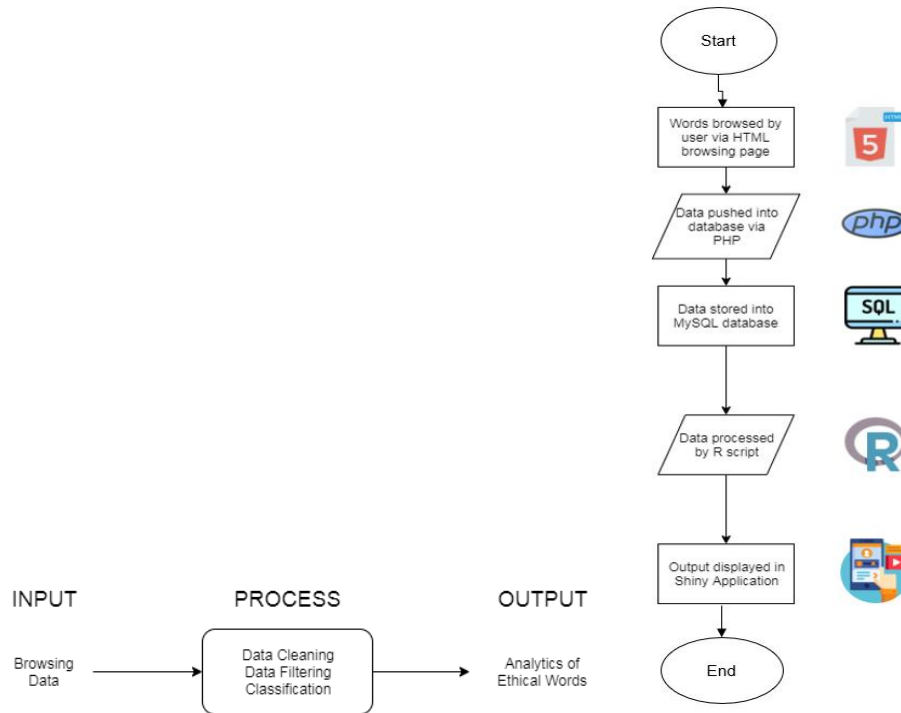 Start
Words browsed by
user via HTML
browsing page
HTML
5
Data pushed into
database via
PHP
php
Data stored into
MySQL database
SQL
Data processed
by R script
R
Output displayed in
Shiny Application
End
INPUT
PROCESS
OUTPUT
Browsing
Data
Data Cleaning
Data Filtering
Classification
Analytics of
Ethical Words